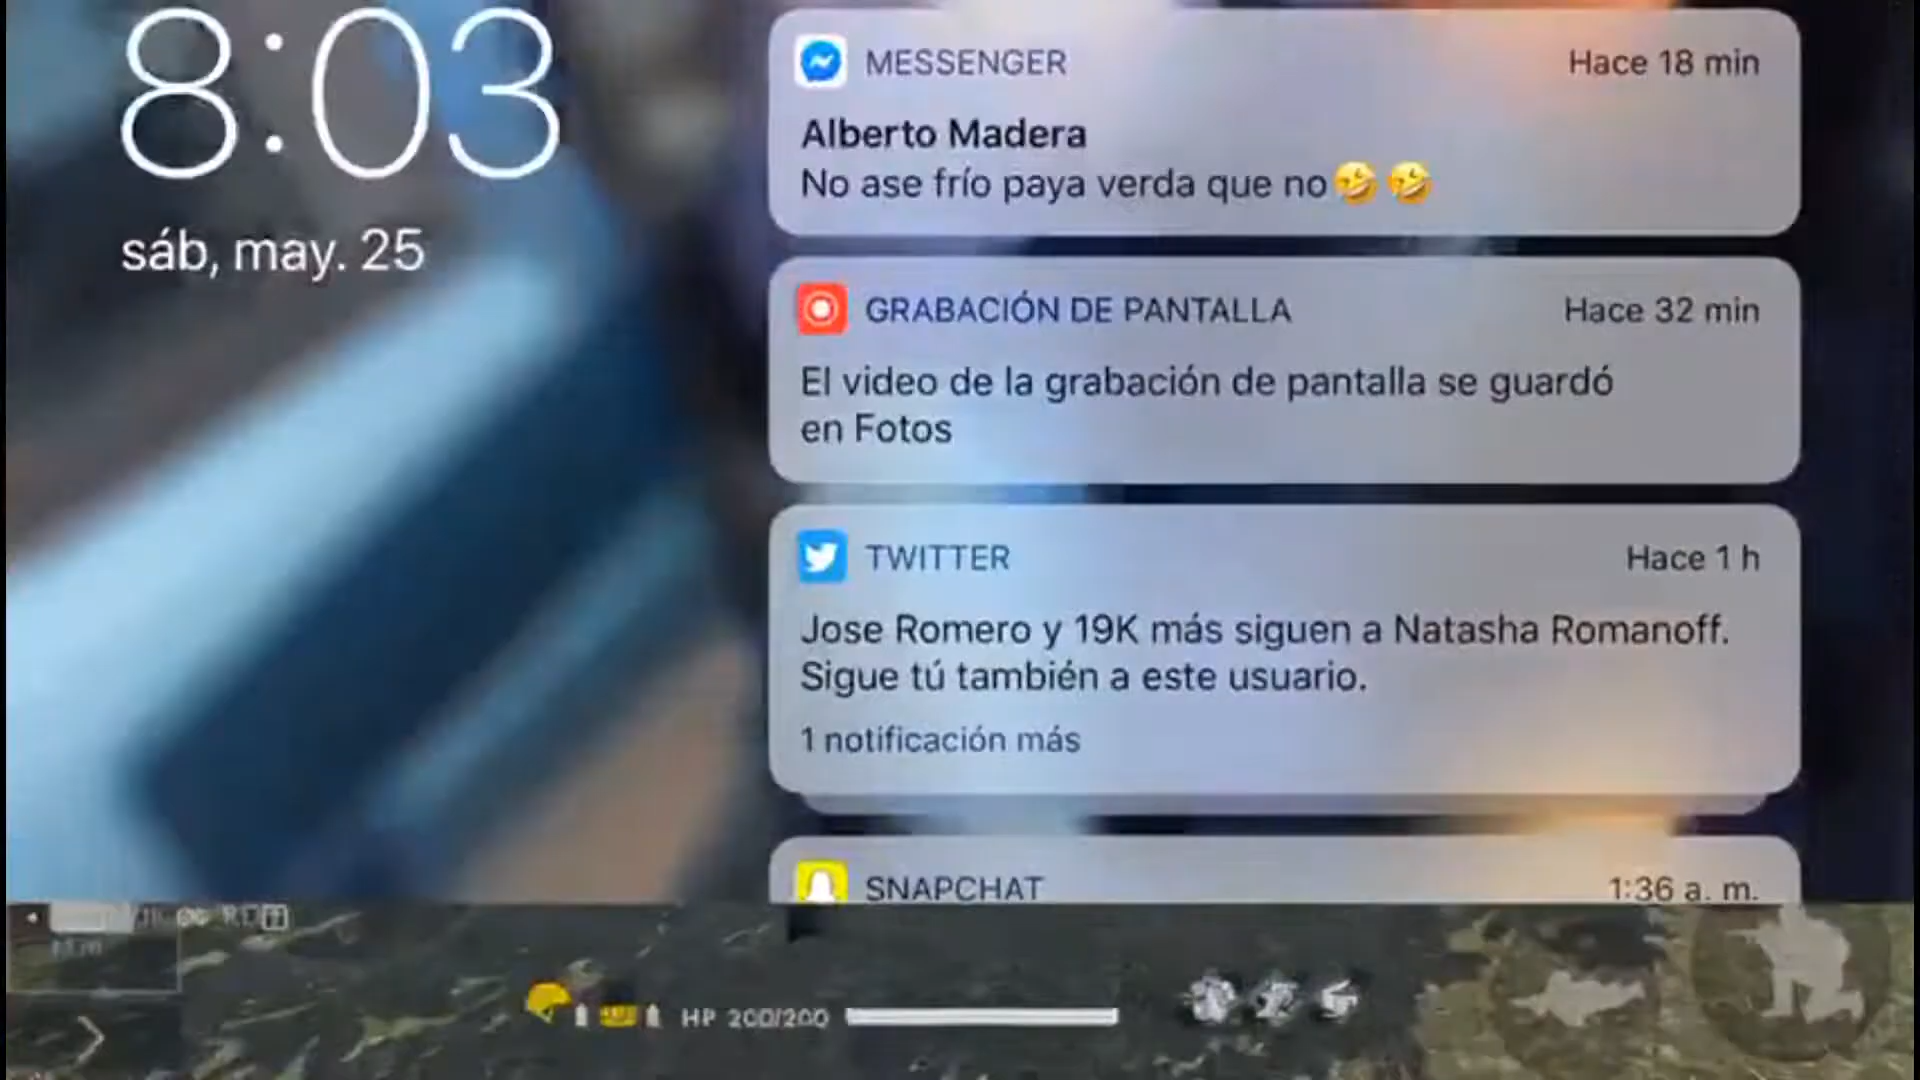 8:03
sáb, may. 25
MESSENGER
Hace 18 min
Alberto Madera
No ase frío paya verda que no🤣🤣
GRABACIÓN DE PANTALLA
Hace 32 min
El video de la grabación de pantalla se guardó
en Fotos
TWITTER
Hace 1 h
Jose Romero y 19K más siguen a Natasha Romanoff.
Sigue tú también a este usuario.
1 notificación más
SNAPCHAT
1:36 a. m.
HP 200/200